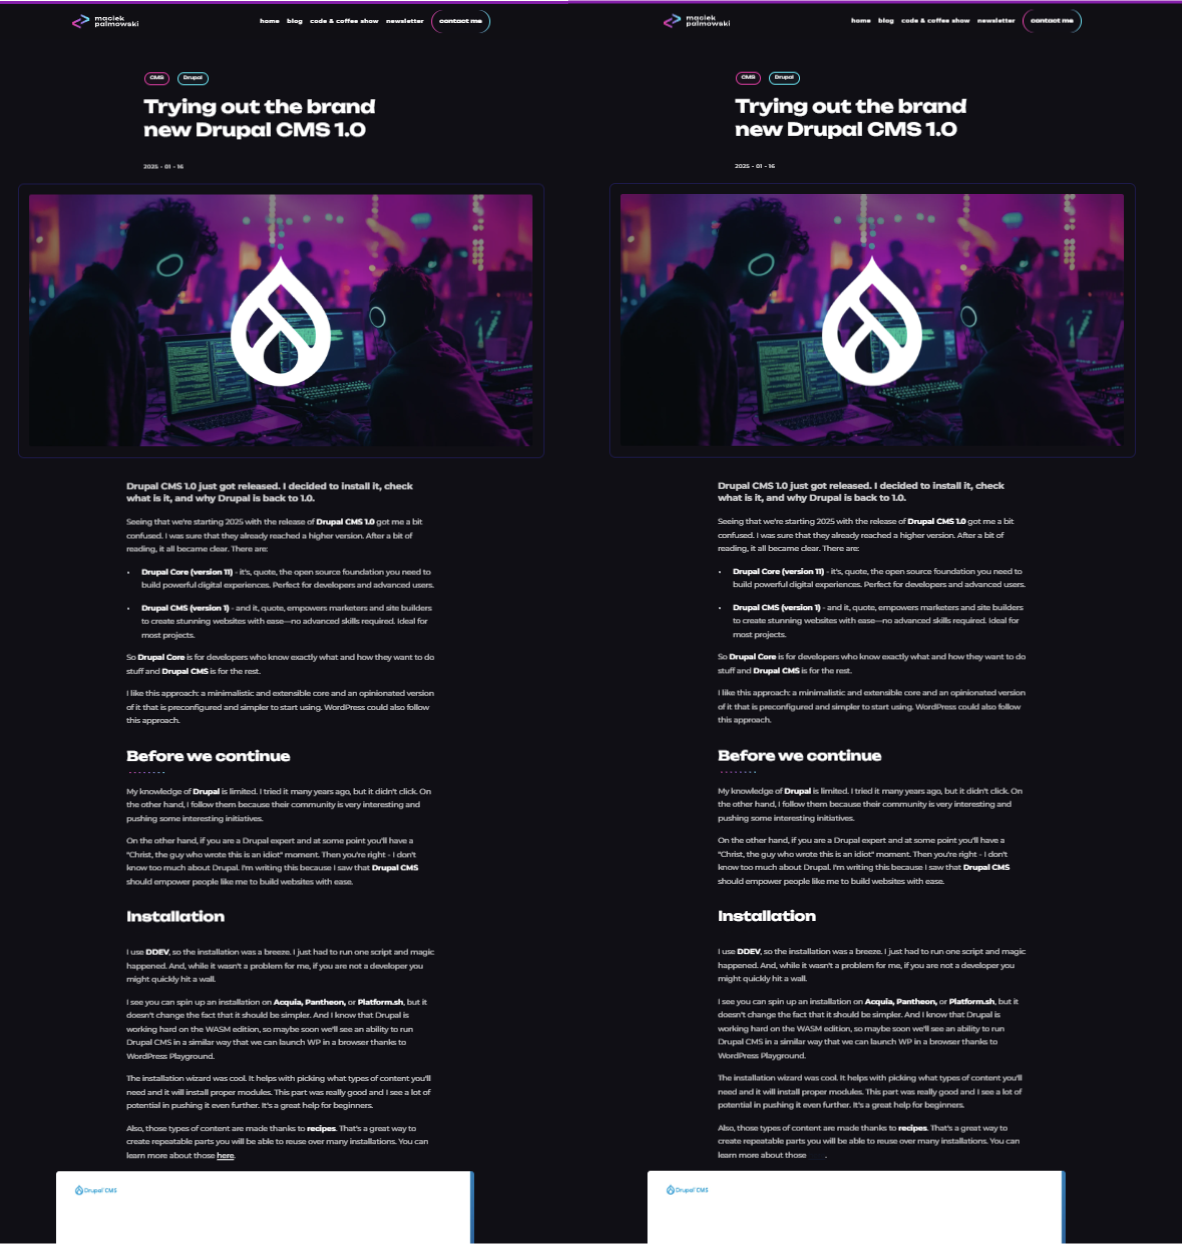 maciek
palmowski
home blog code & coffee show newsletter contact me
CMS Drupal
Trying out the brand
new Drupal CMS 1.0
2025 - 01 - 16
Drupal CMS 1.0 just got released. I decided to install it, check
what is it, and why Drupal is back to 1.0.
Seeing that we're starting 2025 with the release of Drupal CMS 1.0 got me a bit
confused. I was sure that they already reached a higher version. After a bit of
reading, it all became clear. There are:
• Drupal Core (version 11) - it's, quote, the open source foundation you need to
build powerful digital experiences. Perfect for developers and advanced users.
• Drupal CMS (version 1) - and it, quote, empowers marketers and site builders
to create stunning websites with ease—no advanced skills required. Ideal for
most projects.
So Drupal Core is for developers who know exactly what and how they want to do
stuff and Drupal CMS is for the rest.
I like this approach: a minimalistic and extensible core and an opinionated version
of it that is preconfigured and simpler to start using. WordPress could also follow
this approach.
Before we continue
My knowledge of Drupal is limited. I tried it many years ago, but it didn't click. On
the other hand, I follow them because their community is very interesting and
pushing some interesting initiatives.
On the other hand, if you are a Drupal expert and at some point you'll have a
"Christ, the guy who wrote this is an idiot" moment. Then you're right - I don't
know too much about Drupal. I'm writing this because I saw that Drupal CMS
should empower people like me to build websites with ease.
Installation
I use DDEV, so the installation was a breeze. I just had to run one script and magic
happened. And, while it wasn't a problem for me, if you are not a developer you
might quickly hit a wall.
I see you can spin up an installation on Acquia, Pantheon, or Platform.sh, but it
doesn't change the fact that it should be simpler. And I know that Drupal is
working hard on the WASM edition, so maybe soon we'll see an ability to run
Drupal CMS in a similar way that we can launch WP in a browser thanks to
WordPress Playground.
The installation wizard was cool. It helps with picking what types of content you'll
need and it will install proper modules. This part was really good and I see a lot of
potential in pushing it even further. It's a great help for beginners.
Also, those types of content are made thanks to recipes. That's a great way to
create repeatable parts you will be able to reuse over many installations. You can
learn more about those here.
Drupal CMS
maciek
palmowski
home blog code & coffee show newsletter contact me
CMS Drupal
Trying out the brand
new Drupal CMS 1.0
2025 - 01 - 16
Drupal CMS 1.0 just got released. I decided to install it, check
what is it, and why Drupal is back to 1.0.
Seeing that we're starting 2025 with the release of Drupal CMS 1.0 got me a bit
confused. I was sure that they already reached a higher version. After a bit of
reading, it all became clear. There are:
• Drupal Core (version 11) - it's, quote, the open source foundation you need to
build powerful digital experiences. Perfect for developers and advanced users.
• Drupal CMS (version 1) - and it, quote, empowers marketers and site builders
to create stunning websites with ease—no advanced skills required. Ideal for
most projects.
So Drupal Core is for developers who know exactly what and how they want to do
stuff and Drupal CMS is for the rest.
I like this approach: a minimalistic and extensible core and an opinionated version
of it that is preconfigured and simpler to start using. WordPress could also follow
this approach.
Before we continue
My knowledge of Drupal is limited. I tried it many years ago, but it didn't click. On
the other hand, I follow them because their community is very interesting and
pushing some interesting initiatives.
On the other hand, if you are a Drupal expert and at some point you'll have a
"Christ, the guy who wrote this is an idiot" moment. Then you're right - I don't
know too much about Drupal. I'm writing this because I saw that Drupal CMS
should empower people like me to build websites with ease.
Installation
I use DDEV, so the installation was a breeze. I just had to run one script and magic
happened. And, while it wasn't a problem for me, if you are not a developer you
might quickly hit a wall.
I see you can spin up an installation on Acquia, Pantheon, or Platform.sh, but it
doesn't change the fact that it should be simpler. And I know that Drupal is
working hard on the WASM edition, so maybe soon we'll see an ability to run
Drupal CMS in a similar way that we can launch WP in a browser thanks to
WordPress Playground.
The installation wizard was cool. It helps with picking what types of content you'll
need and it will install proper modules. This part was really good and I see a lot of
potential in pushing it even further. It's a great help for beginners.
Also, those types of content are made thanks to recipes. That's a great way to
create repeatable parts you will be able to reuse over many installations. You can
learn more about those .
Drupal CMS